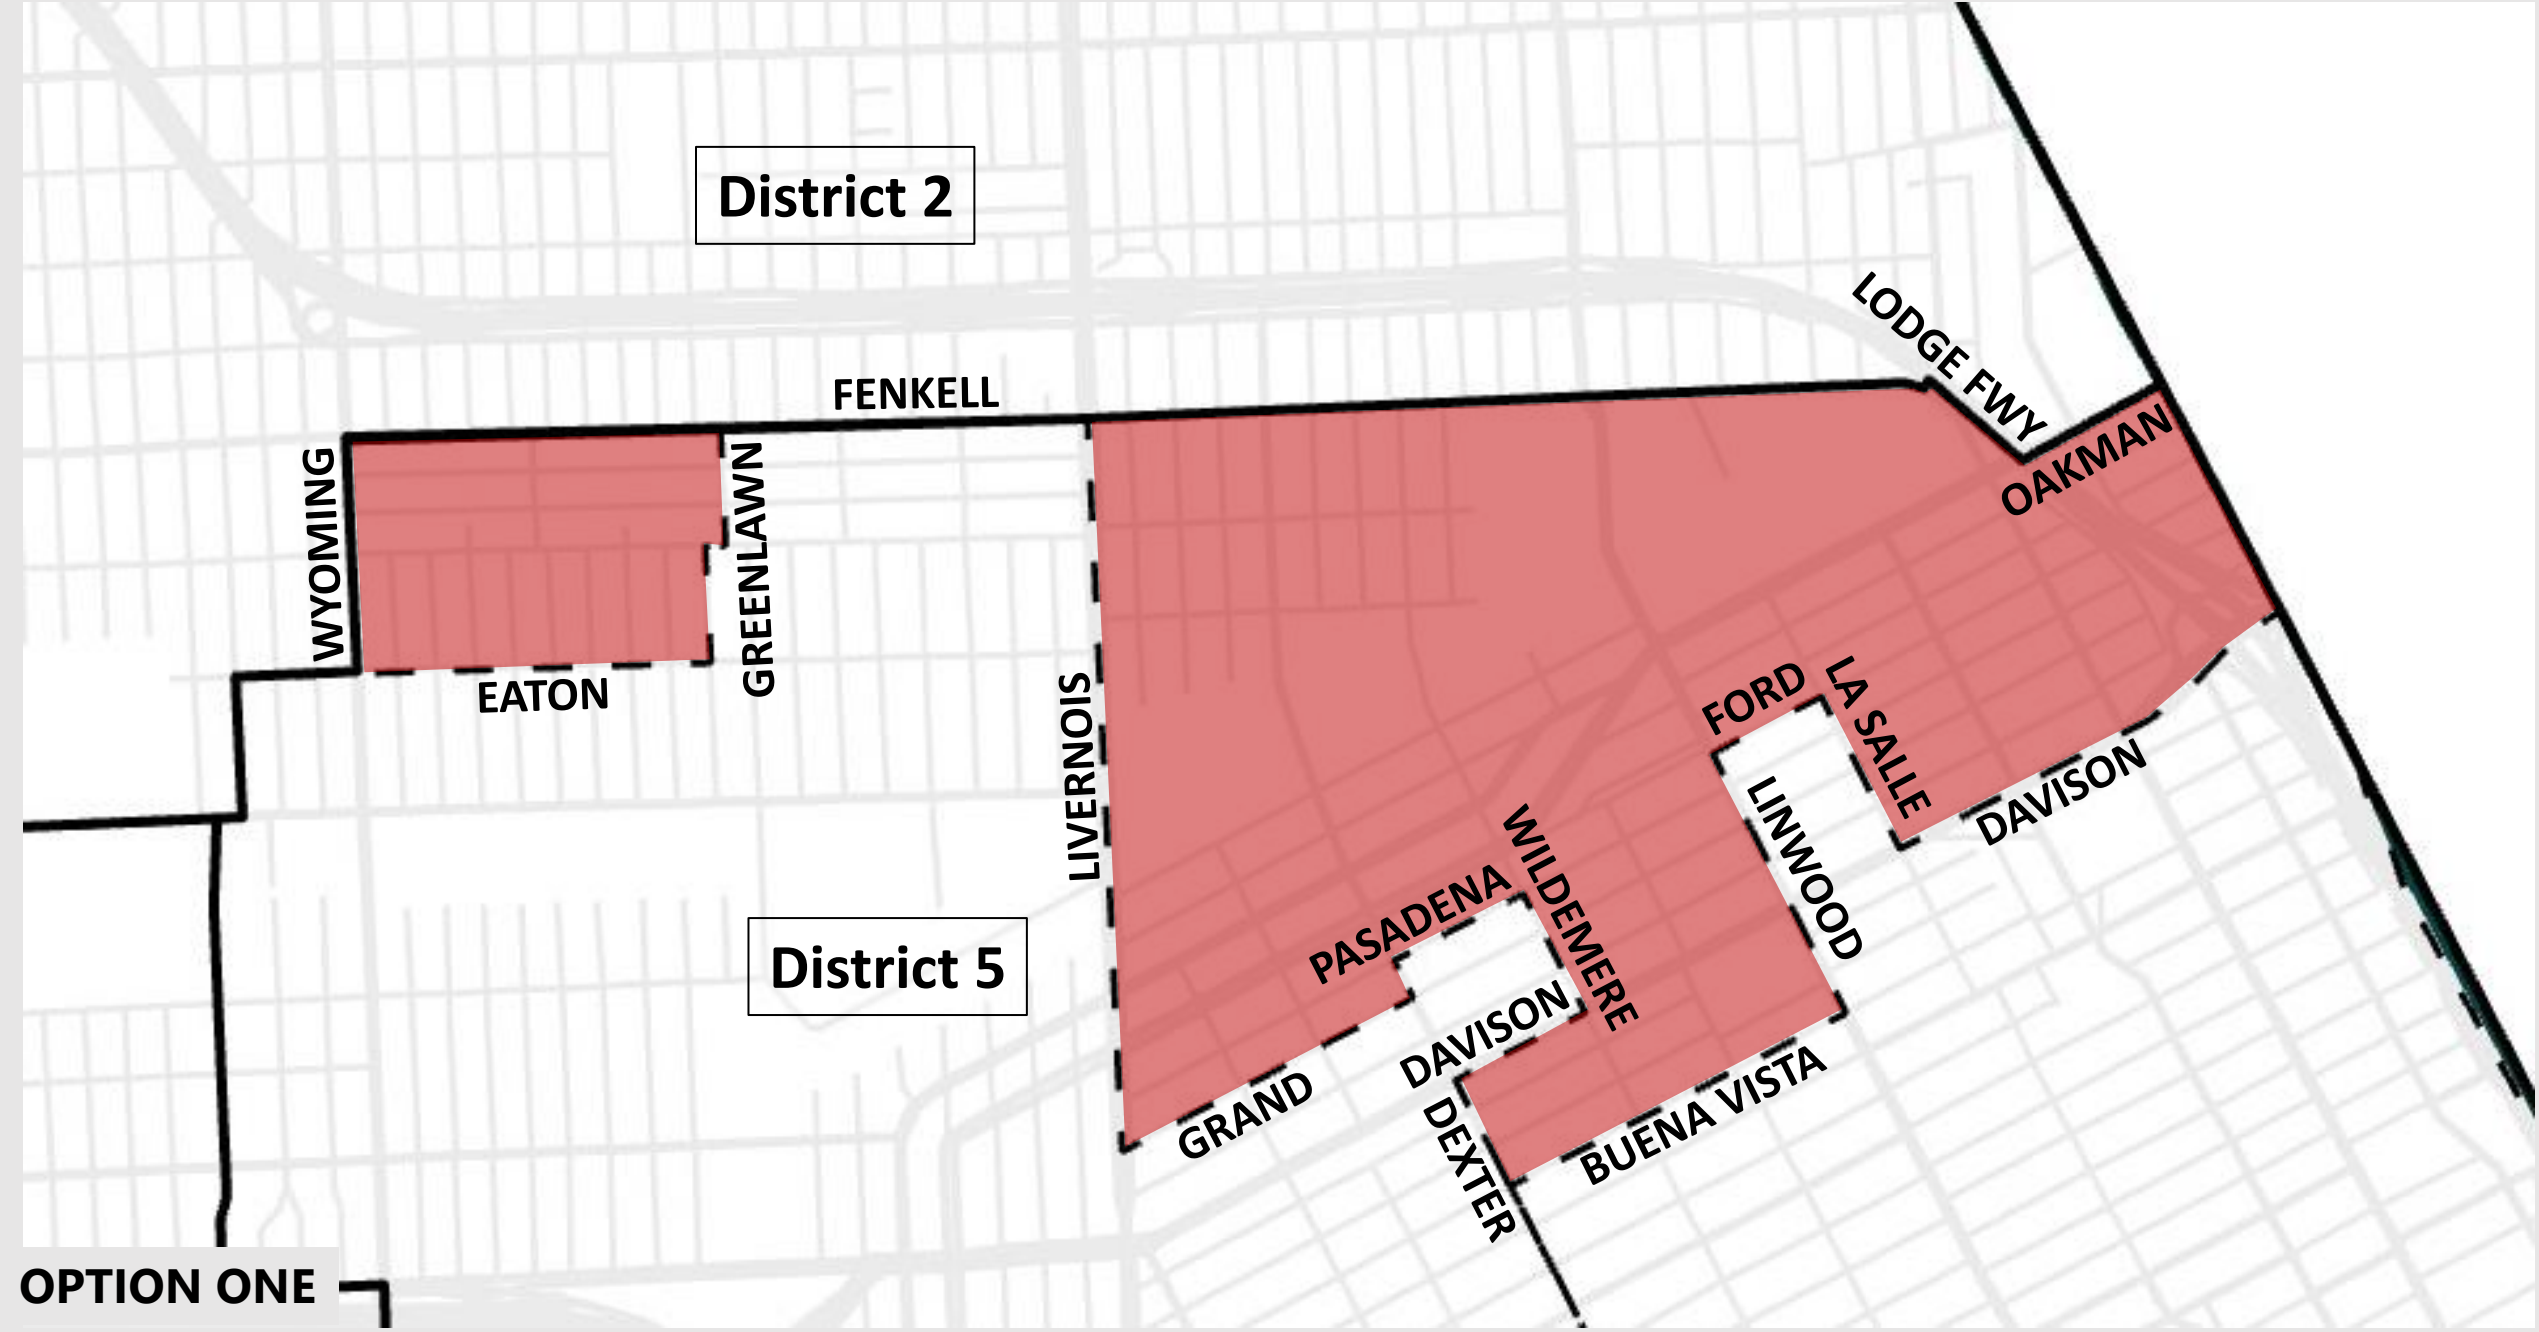 District 2
LODGE FWY
FENKELL
OAKMAN
WYOMING
GREENLAWN
EATON
LIVERNOIS
FORD
LA SALLE
LINWOOD
DAVISON
WILDEMERE
PASADENA
District 5
DAVISON
GRAND
DEXTER
BUENA VISTA
OPTION ONE